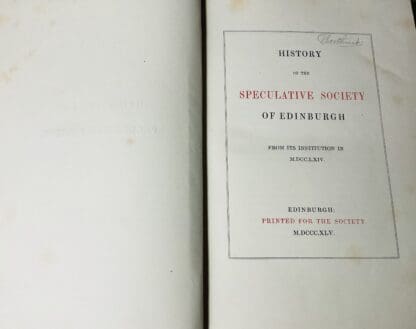 HISTORY
OF THE
SPECULATIVE SOCIETY
OF EDINBURGH
FROM ITS INSTITUTION IN
M.DCC.LXIV.
EDINBURGH:
PRINTED FOR THE SOCIETY.
M.DCCC.XLV.